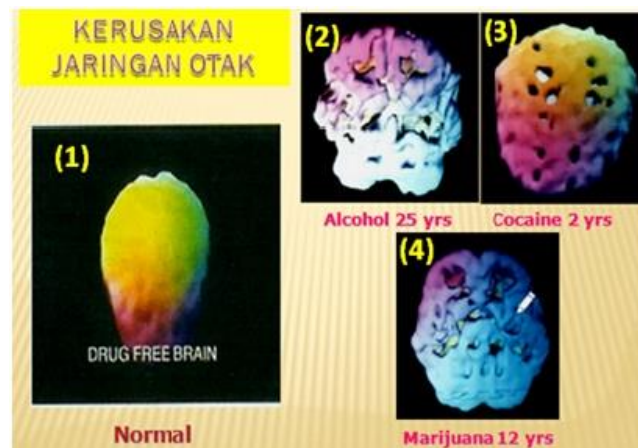 KERUSAKAN
JARINGAN OTAK
(1)
DRUG FREE BRAIN
Normal
(2)
Alcohol 25 yrs
(3)
Cocaine 2 yrs
(4)
Marijuana 12 yrs